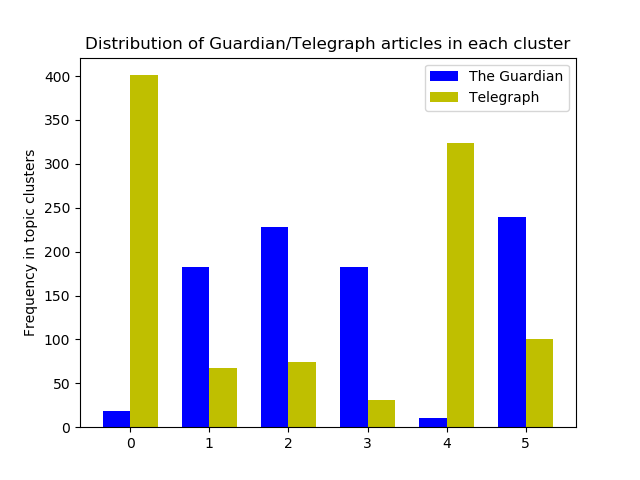 Distribution of Guardian/Telegraph articles in each cluster
The Guardian
Telegraph
Frequency in topic clusters
400
350
300
250
200
150
100
50
0
0 1 2 3 4 5